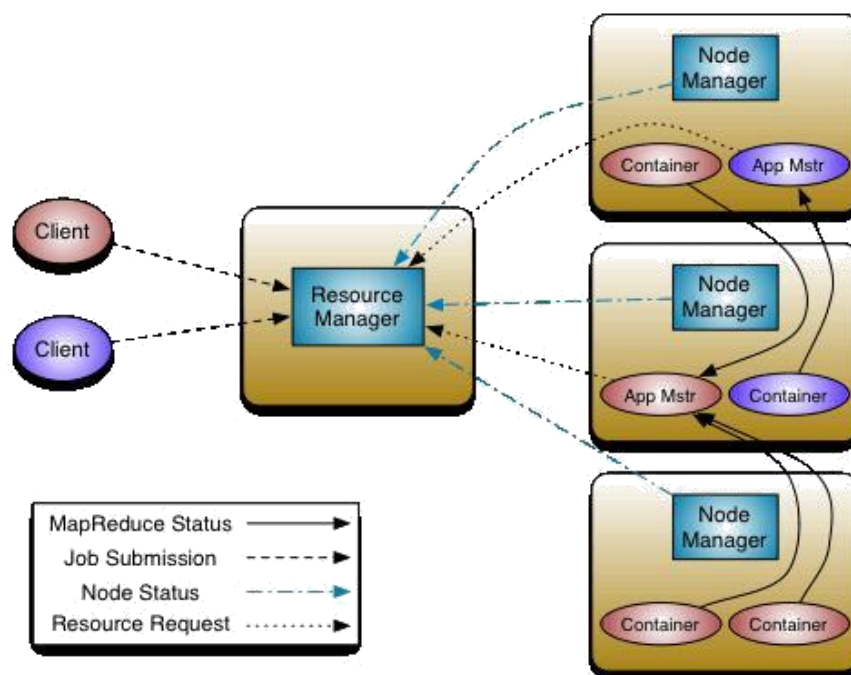 Node
Manager
Container
App Mstr
Client
Resource
Manager
Node
Manager
Client
App Mstr
Container
Node
Manager
MapReduce Status
Job Submission
Node Status
Resource Request
Container
Container